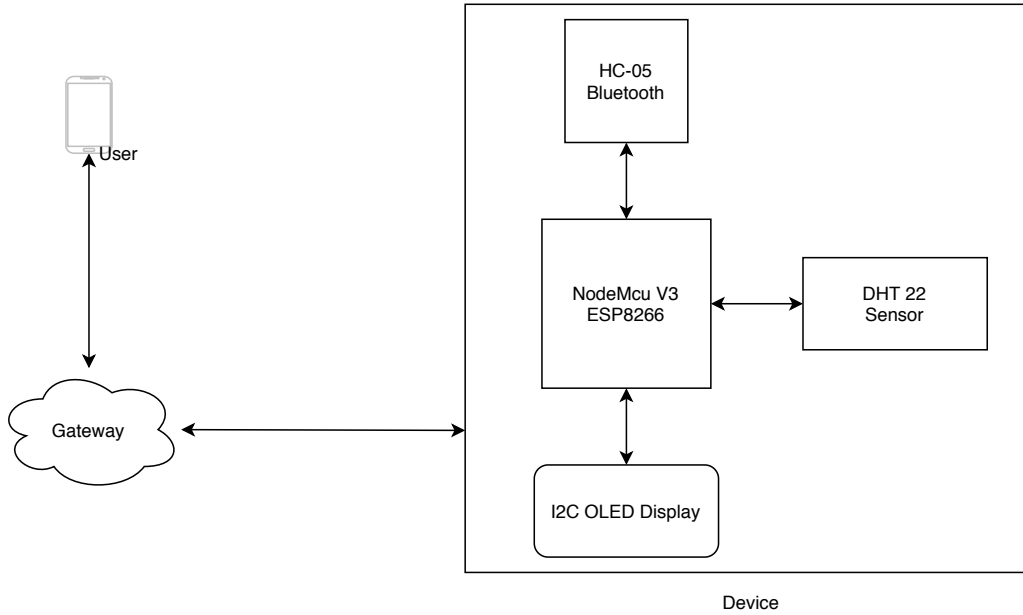 HC-05
Bluetooth
User
NodeMcu V3
ESP8266
DHT 22
Sensor
Gateway
I2C OLED Display
Device